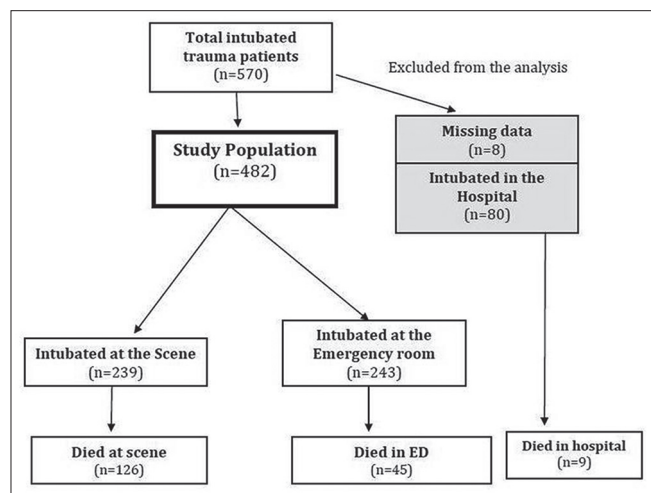 Total intubated
trauma patients
(n=570)
Excluded from the analysis
Missing data
(n=8)
Study Population
(n=482)
Intubated in the
Hospital
(n=80)
Intubated at the Scene
(n=239)
Intubated at the
Emergency room
(n=243)
Died at scene
(n=126)
Died in ED
(n=45)
Died in hospital
(n=9)